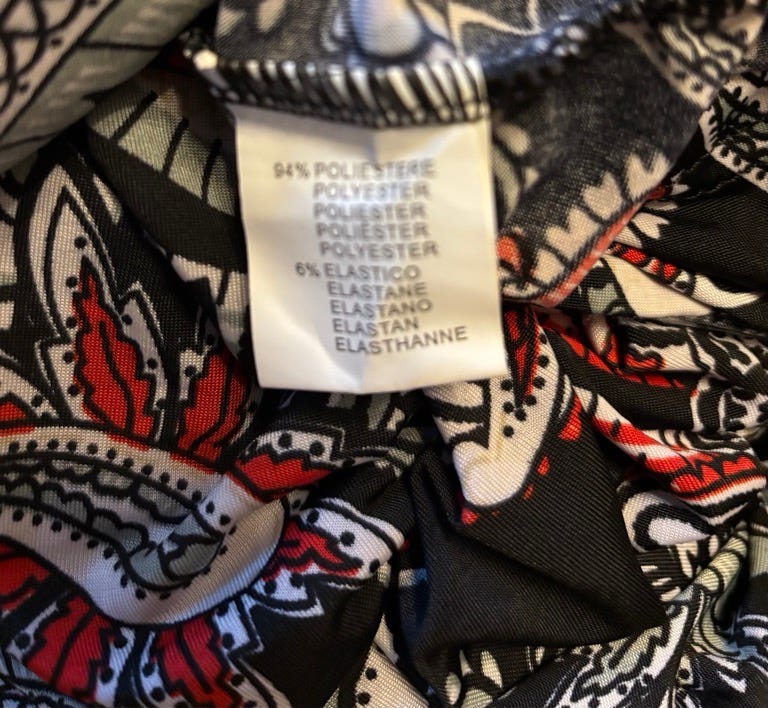 94% POLIESTERE
POLYESTER
POLIESTER
POLIÉSTER
POLYESTER
6% ELASTICO
ELASTANE
ELASTANO
ELASTAN
ELASTHANNE